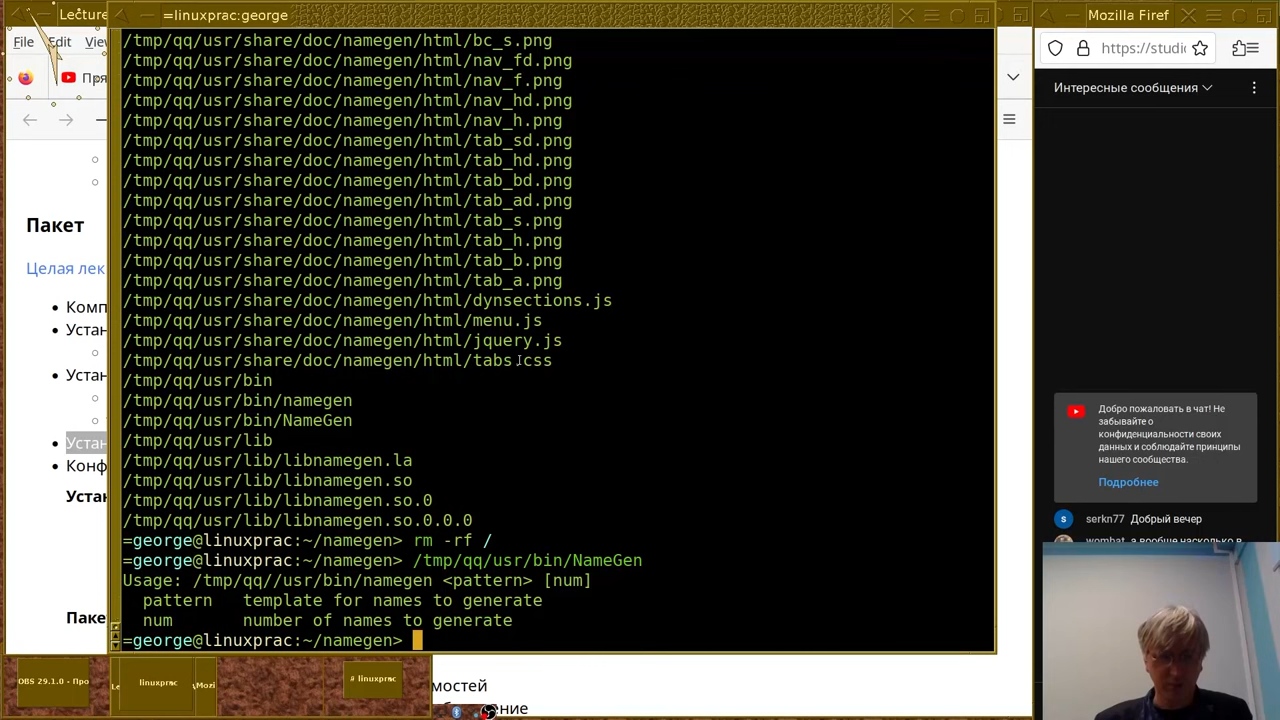 Lecture
=linuxprac:george
Mozilla Firef
File Edit Viev
Пря
https://studi
Интересные сообщения
Пакет
Целая лек
Комп
Устан
Устан
Устан
Конф
Устан
Паке
/tmp/qq/usr/share/doc/namegen/html/bc_s.png
/tmp/qq/usr/share/doc/namegen/html/nav_fd.png
/tmp/qq/usr/share/doc/namegen/html/nav_f.png
/tmp/qq/usr/share/doc/namegen/html/nav_hd.png
/tmp/qq/usr/share/doc/namegen/html/nav_h.png
/tmp/qq/usr/share/doc/namegen/html/tab_sd.png
/tmp/qq/usr/share/doc/namegen/html/tab_hd.png
/tmp/qq/usr/share/doc/namegen/html/tab_bd.png
/tmp/qq/usr/share/doc/namegen/html/tab_ad.png
/tmp/qq/usr/share/doc/namegen/html/tab_s.png
/tmp/qq/usr/share/doc/namegen/html/tab_h.png
/tmp/qq/usr/share/doc/namegen/html/tab_b.png
/tmp/qq/usr/share/doc/namegen/html/tab_a.png
/tmp/qq/usr/share/doc/namegen/html/dynsections.js
/tmp/qq/usr/share/doc/namegen/html/menu.js
/tmp/qq/usr/share/doc/namegen/html/jquery.js
/tmp/qq/usr/share/doc/namegen/html/tabs.css
/tmp/qq/usr/bin
/tmp/qq/usr/bin/namegen
/tmp/qq/usr/bin/NameGen
/tmp/qq/usr/lib
/tmp/qq/usr/lib/libnamegen.la
/tmp/qq/usr/lib/libnamegen.so
/tmp/qq/usr/lib/libnamegen.so.0
/tmp/qq/usr/lib/libnamegen.so.0.0.0
=george@linuxprac:~/namegen> rm -rf /
=george@linuxprac:~/namegen> /tmp/qq/usr/bin/NameGen
Usage: /tmp/qq//usr/bin/namegen <pattern> [num]
  pattern   template for names to generate
  num       number of names to generate
=george@linuxprac:~/namegen>
Добро пожаловать в чат! Не
забывайте о
конфиденциальности своих
данных и соблюдайте принципы
нашего сообщества.
Подробнее
s serkn77 Добрый вечер
wombat, а вообще насколько в
OBS 29.1.0 - Про
linuxprac
Mozi
# linuxprac
мостей